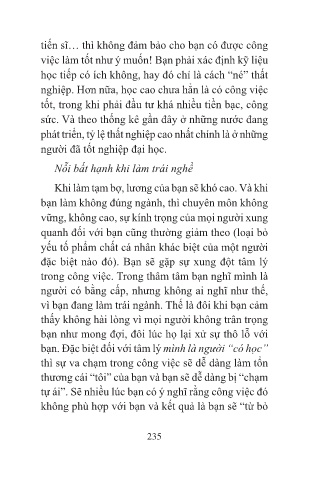 tiến sĩ… thì không đảm bảo cho bạn có được công
việc làm tốt như ý muốn! Bạn phải xác định kỹ liệu
học tiếp có ích không, hay đó chỉ là cách “né” thất
nghiệp. Hơn nữa, học cao chưa hẳn là có công việc
tốt, trong khi phải đầu tư khá nhiều tiền bạc, công
sức. Và theo thống kê gần đây ở những nước đang
phát triển, tỷ lệ thất nghiệp cao nhất chính là ở những
người đã tốt nghiệp đại học.
Nỗi bất hạnh khi làm trái nghề
Khi làm tạm bợ, lương của bạn sẽ khó cao. Và khi
bạn làm không đúng ngành, thì chuyên môn không
vững, không cao, sự kính trọng của mọi người xung
quanh đối với bạn cũng thường giảm theo (loại bỏ
yếu tố phẩm chất cá nhân khác biệt của một người
đặc biệt nào đó). Bạn sẽ gặp sự xung đột tâm lý
trong công việc. Trong thâm tâm bạn nghĩ mình là
người có bằng cấp, nhưng không ai nghĩ như thế,
vì bạn đang làm trái ngành. Thế là đôi khi bạn cảm
thấy không hài lòng vì mọi người không trân trọng
bạn như mong đợi, đôi lúc họ lại xử sự thô lỗ với
bạn. Đặc biệt đối với tâm lý mình là người “có học”
thì sự va chạm trong công việc sẽ dễ dàng làm tổn
thương cái “tôi” của bạn và bạn sẽ dễ dàng bị “chạm
tự ái”. Sẽ nhiều lúc bạn có ý nghĩ rằng công việc đó
không phù hợp với bạn và kết quả là bạn sẽ “từ bỏ
235